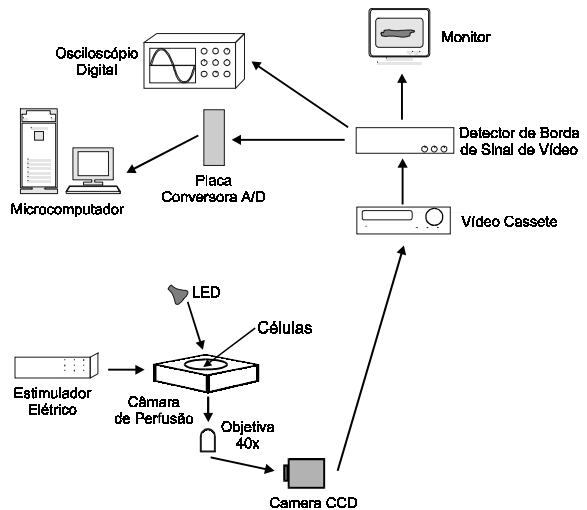 Osciloscópio
Digital
Monitor
Detector de Borda
de Sinal de Vídeo
Placa
Conversora A/D
Microcomputador
Vídeo Cassete
LED
Células
Estimulador
Elétrico
Câmara
de Perfusão
Objetiva
40x
Camera CCD